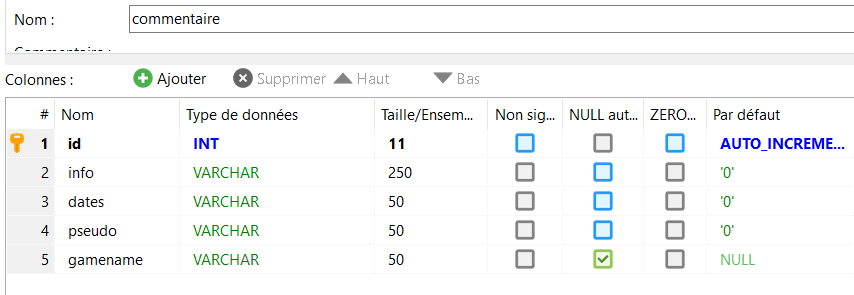 Nom : commentaire
Commentaire :
Colonnes : Ajouter Supprimer Haut Bas
# Nom Type de données Taille/Ensem... Non sig... NULL aut... ZERO... Par défaut
1 id INT 11 AUTO_INCREME...
2 info VARCHAR 250 '0'
3 dates VARCHAR 50 '0'
4 pseudo VARCHAR 50 '0'
5 gamename VARCHAR 50 NULL